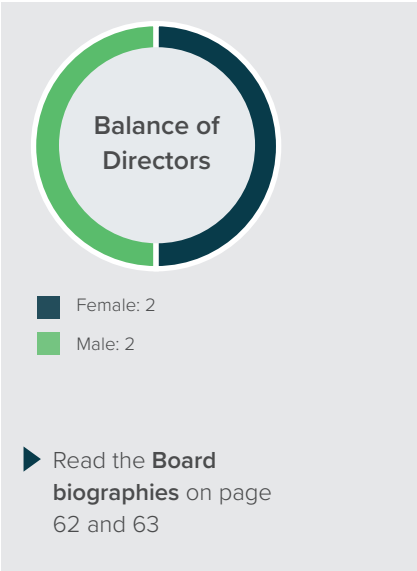 Balance of
Directors
Female: 2
Male: 2
Read the Board
biographies on page
62 and 63